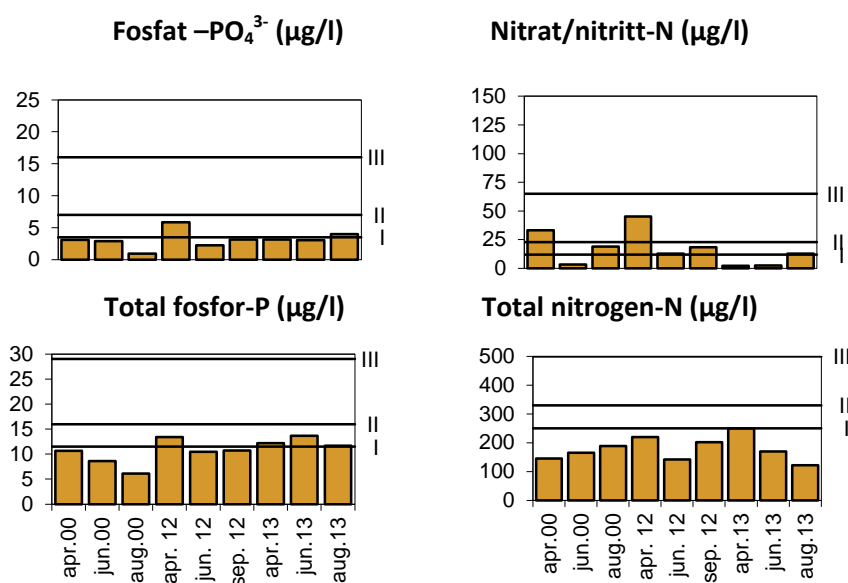 Fosfat –PO₄³⁻ (µg/l)
25
20
15
10
5
0
III
II
I
Nitrat/nitritt-N (µg/l)
150
125
100
75
50
25
0
III
II
I
Total fosfor-P (µg/l)
30
25
20
15
10
5
0
III
II
I
apr.00
jun.00
aug.00
apr. 12
jun. 12
sep. 12
apr.13
jun.13
aug.13
Total nitrogen-N (µg/l)
500
400
300
200
100
0
III
II
I
apr.00
jun.00
aug.00
apr. 12
jun. 12
sep. 12
apr.13
jun.13
aug.13